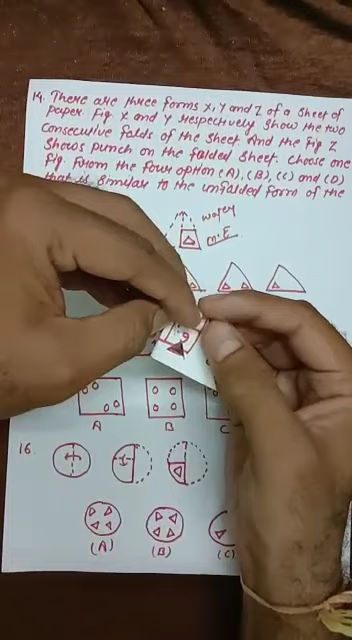 14. There are three forms X, Y and Z of a sheet of
paper. Fig X and Y respectively show the two
consecutive folds of the sheet and the Fig Z
shows punch on the folded sheet. Choose one
fig. from the four option (A), (B), (C) and (D)
that is similar to the unfolded form of the
water
m.I
A B C
16.
(A) (B) (C)